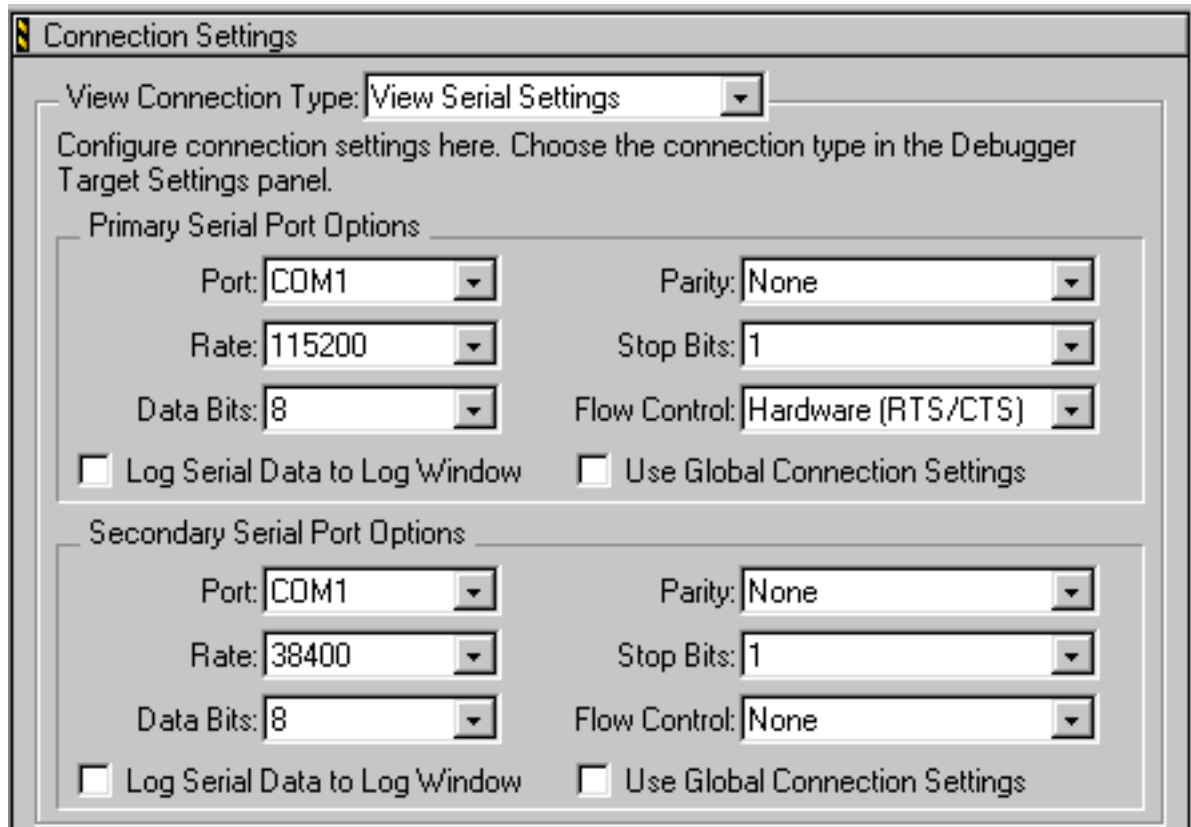 Connection Settings
View Connection Type: View Serial Settings
Configure connection settings here. Choose the connection type in the Debugger
Target Settings panel.
Primary Serial Port Options
Port: COM1 Parity: None
Rate: 115200 Stop Bits: 1
Data Bits: 8 Flow Control: Hardware (RTS/CTS)
Log Serial Data to Log Window Use Global Connection Settings
Secondary Serial Port Options
Port: COM1 Parity: None
Rate: 38400 Stop Bits: 1
Data Bits: 8 Flow Control: None
Log Serial Data to Log Window Use Global Connection Settings